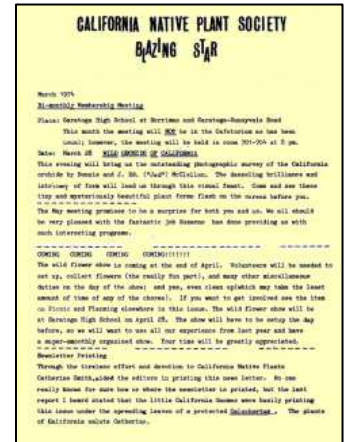 CALIFORNIA NATIVE PLANT SOCIETY
BLAZING STAR
March 1974
Bi-monthly Membership Meeting
Place: Saratoga High School at Herriman and Saratoga-Sunnyvale Road
This month the meeting will NOT be in the Cafetorium as has been
usual; however, the meeting will be held in room 701-704 at 8 pm.
Date: March 28 WILD ORCHIDS OF CALIFORNIA
This evening will bring us the outstanding photographic survey of the California
orchids by Dennis and J. Ed. ("Jad") McClellan. The dazzling brilliance and
intricacy of form will lead us through this visual feast. Come and see these
tiny and mysteriously beautiful plant forms flash on the screen before you.
The May meeting promises to be a surprise for both you and us. We all should
be very pleased with the fantastic job Suzanne has done providing us with
such interesting programs.
COMING COMING COMING COMING!!!!!!!
The wild flower show is coming at the end of April. Volunteers will be needed to
set up, collect flowers (the really fun part), and many other miscellaneous
duties on the day of the show; and yes, even clean up(which may take the least
amount of time of any of the chores). If you want to get involved see the item
on Picnic and Planning elsewhere in this issue. The wild flower show will be
at Saratoga High School on April 28. The show will have to be setup the day
before, so we will want to use all our experience from last year and have
a super-smoothly organized show. Your time will be greatly appreciated.
Newsletter Printing
Through the tireless effort and devotion to California Native Plants
Catherine Smith,aided the editors in printing this news letter. No one
really knows for sure how or where the newsletter is printed, but the last
report I heard stated that the little California Gnomes were busily printing
this issue under the spreading leaves of a protected Calochortus. The plants
of California salute Catherine.